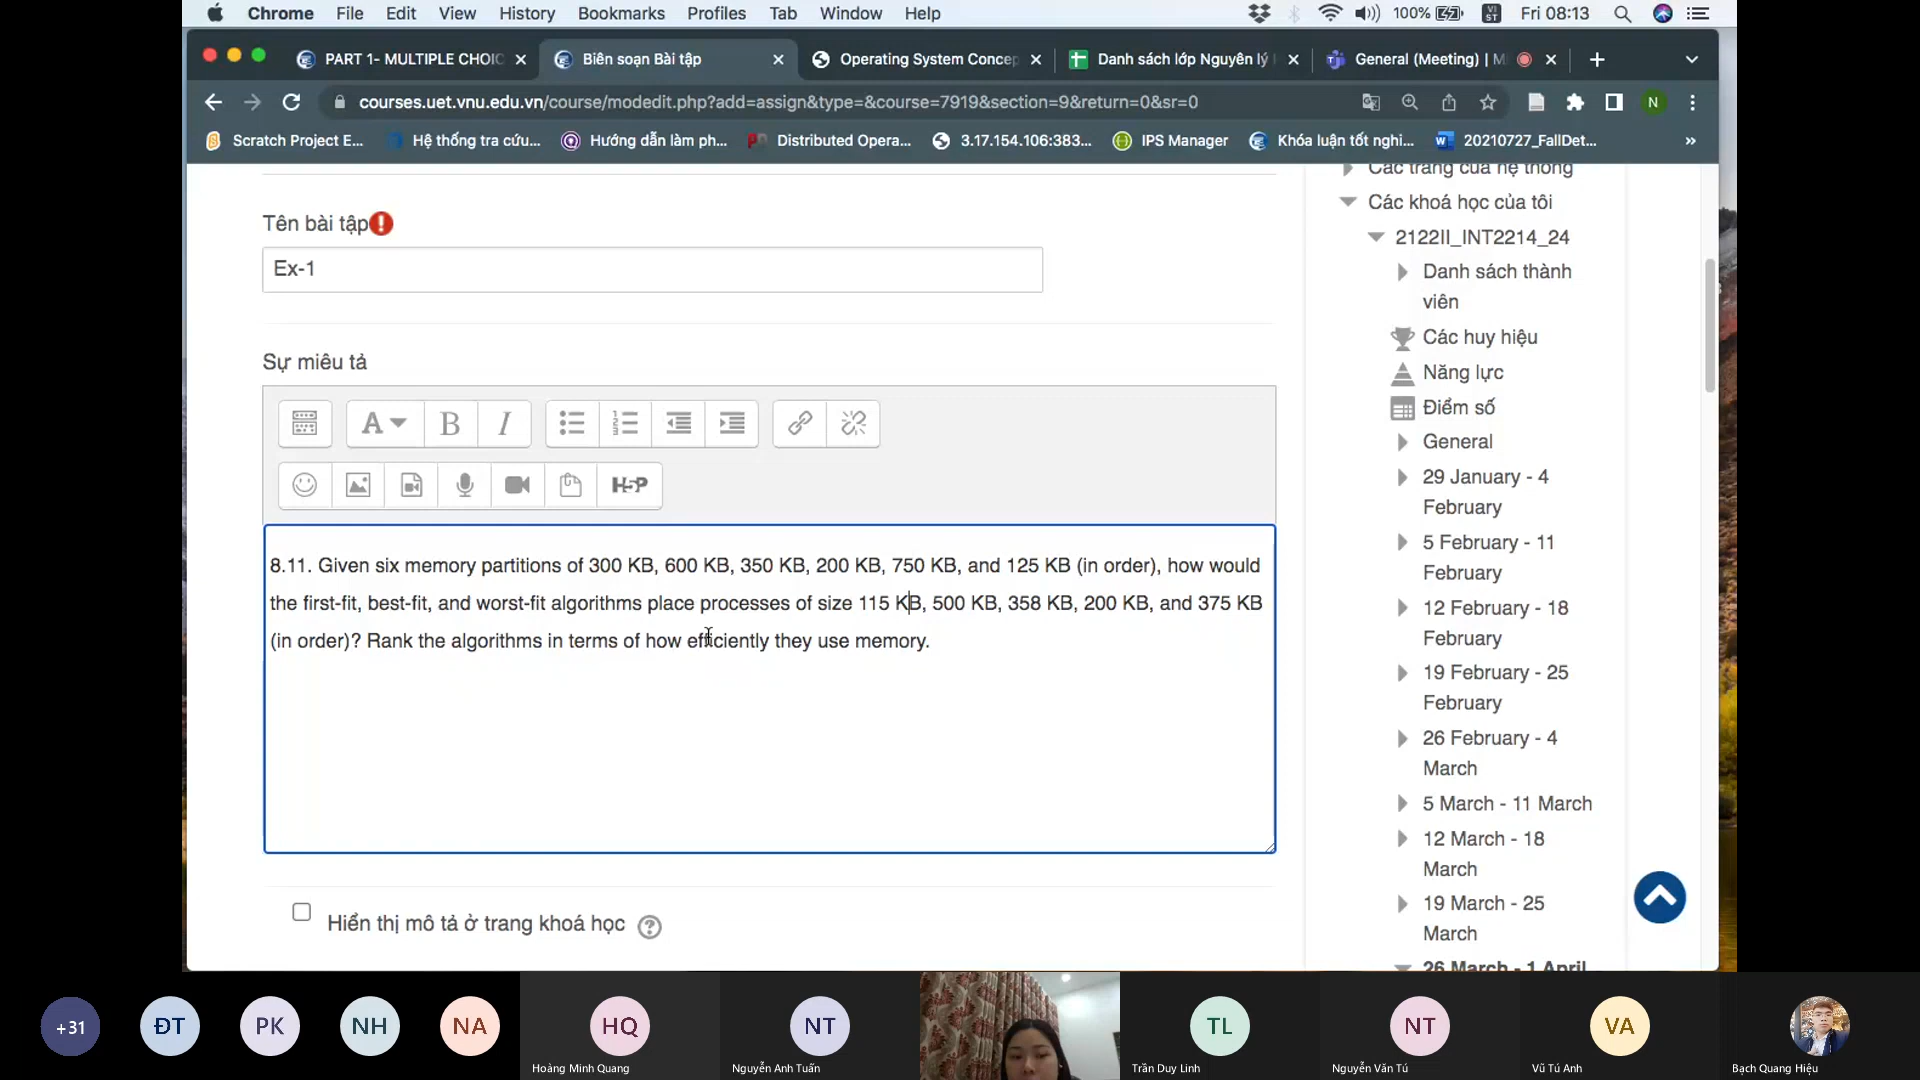 Chrome File Edit View History Bookmarks Profiles Tab Window Help 100% VI ST Fri 08:13
PART 1- MULTIPLE CHOIC Biên soạn Bài tập Operating System Concep Danh sách lớp Nguyên lý General (Meeting) | M
courses.uet.vnu.edu.vn/course/modedit.php?add=assign&type=&course=7919&section=9&return=0&sr=0 N
Scratch Project E... Hệ thống tra cứu... Hướng dẫn làm ph... Distributed Opera... 3.17.154.106:383... IPS Manager Khóa luận tốt nghi... 20210727_FallDet... »
Tên bài tập
Ex-1
Sự miêu tả
A B I
H5P
8.11. Given six memory partitions of 300 KB, 600 KB, 350 KB, 200 KB, 750 KB, and 125 KB (in order), how would
the first-fit, best-fit, and worst-fit algorithms place processes of size 115 KB, 500 KB, 358 KB, 200 KB, and 375 KB
(in order)? Rank the algorithms in terms of how efficiently they use memory.
Hiển thị mô tả ở trang khoá học
Các trang của hệ thống
Các khoá học của tôi
2122II_INT2214_24
Danh sách thành
viên
Các huy hiệu
Năng lực
Điểm số
General
29 January - 4
February
5 February - 11
February
12 February - 18
February
19 February - 25
February
26 February - 4
March
5 March - 11 March
12 March - 18
March
19 March - 25
March
26 March - 1 April
+31 ĐT PK NH NA HQ NT TL NT VA
Hoàng Minh Quang Nguyễn Anh Tuấn Trần Duy Linh Nguyễn Văn Tú Vũ Tú Anh Bạch Quang Hiệu